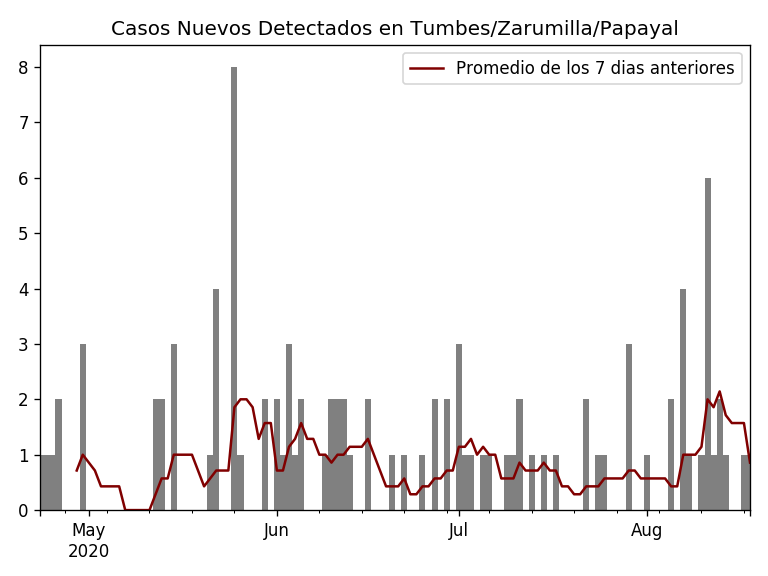 Casos Nuevos Detectados en Tumbes/Zarumilla/Papayal
Promedio de los 7 dias anteriores
8
7
6
5
4
3
2
1
0
May
2020
Jun
Jul
Aug